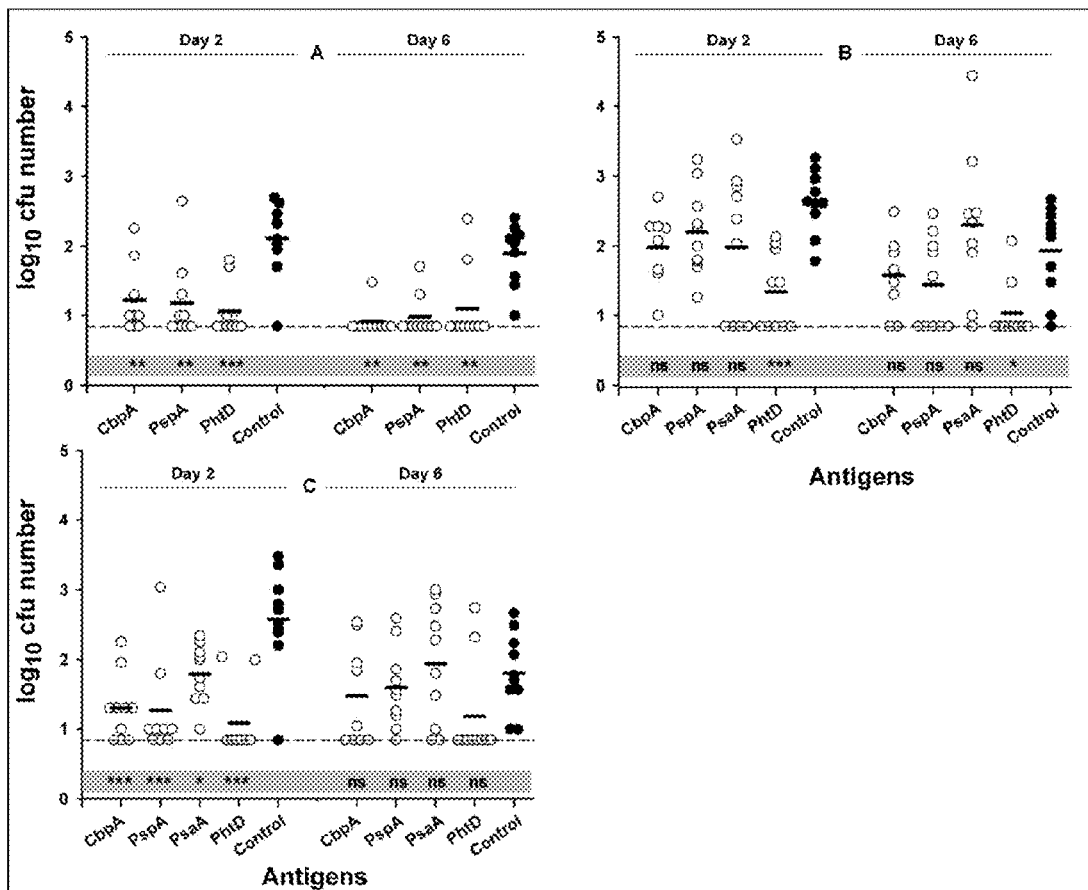 5
4
3
2
1
0
log10 cfu number
Day 2
A
Day 6
** ** *** ** ** **
CbpA PspA PhtD Control CbpA PspA PhtD Control
5
4
3
2
1
0
Day 2
B
Day 6
ns ns ns *** ns ns ns *
CbpA PspA PsaA PhtD Control CbpA PspA PsaA PhtD Control
Antigens
5
4
3
2
1
0
log10 cfu number
Day 2
C
Day 6
*** *** * *** ns ns ns ns
CbpA PspA PsaA PhtD Control CbpA PspA PsaA PhtD Control
Antigens